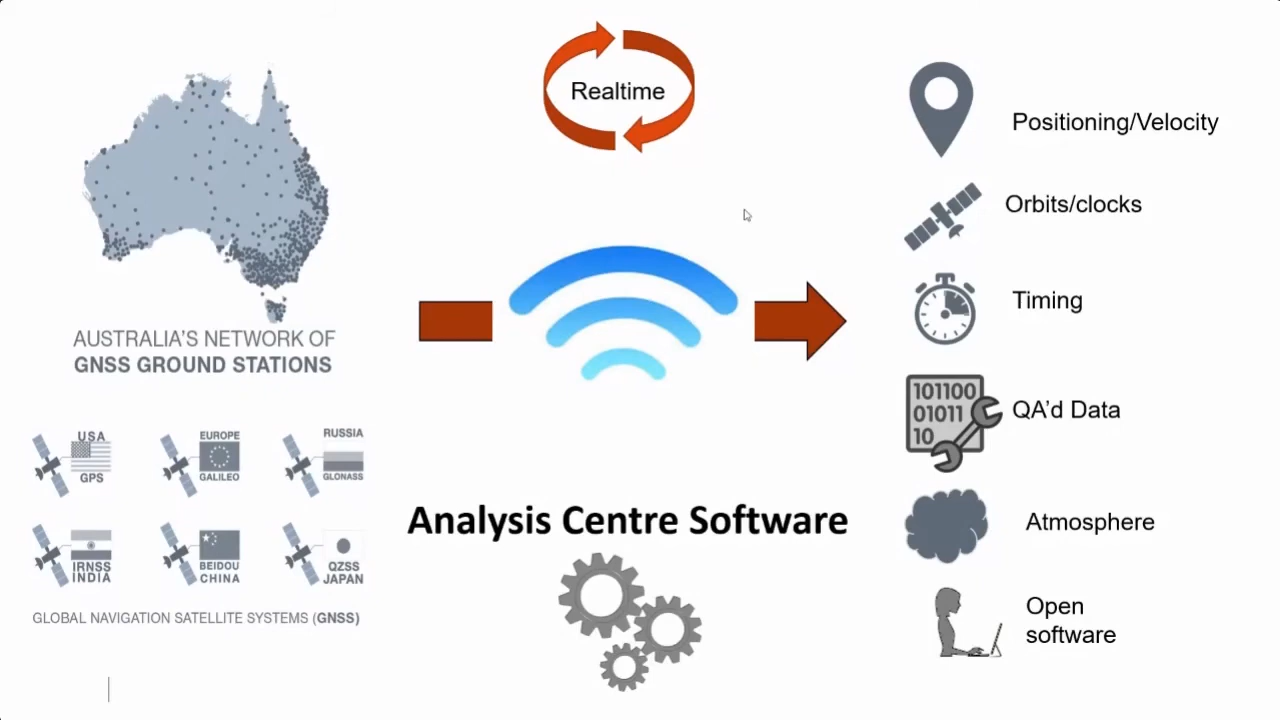 Realtime
AUSTRALIA'S NETWORK OF
GNSS GROUND STATIONS
USA
GPS
EUROPE
GALILEO
RUSSIA
GLONASS
IRNSS
INDIA
BEIDOU
CHINA
QZSS
JAPAN
GLOBAL NAVIGATION SATELLITE SYSTEMS (GNSS)
Analysis Centre Software
Positioning/Velocity
Orbits/clocks
Timing
101100
01011
10
QA’d Data
Atmosphere
Open
software